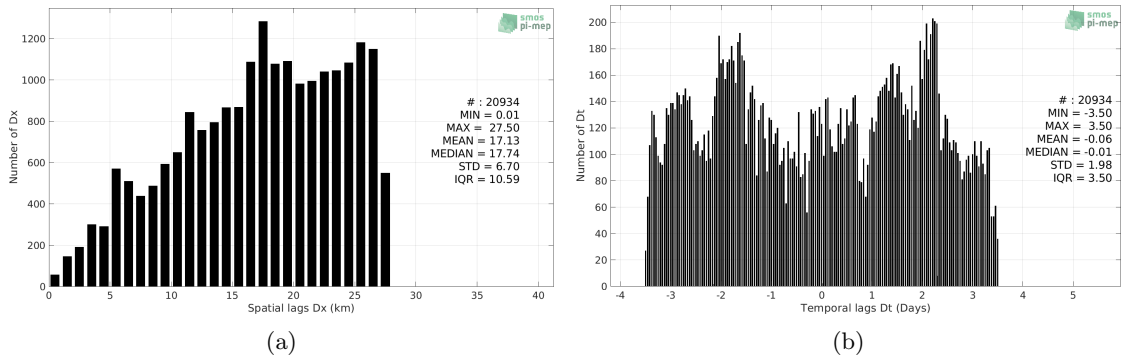 smos
pi-mep
# : 20934
MIN = 0.01
MAX = 27.50
MEAN = 17.13
MEDIAN = 17.74
STD = 6.70
IQR = 10.59
Number of Dx
1200
1000
800
600
400
200
0
0 5 10 15 20 25 30 35 40
Spatial lags Dx (km)
(a)
smos
pi-mep
# : 20934
MIN = -3.50
MAX = 3.50
MEAN = -0.06
MEDIAN = -0.01
STD = 1.98
IQR = 3.50
Number of Dt
200
180
160
140
120
100
80
60
40
20
0
-4 -3 -2 -1 0 1 2 3 4 5
Temporal lags Dt (Days)
(b)